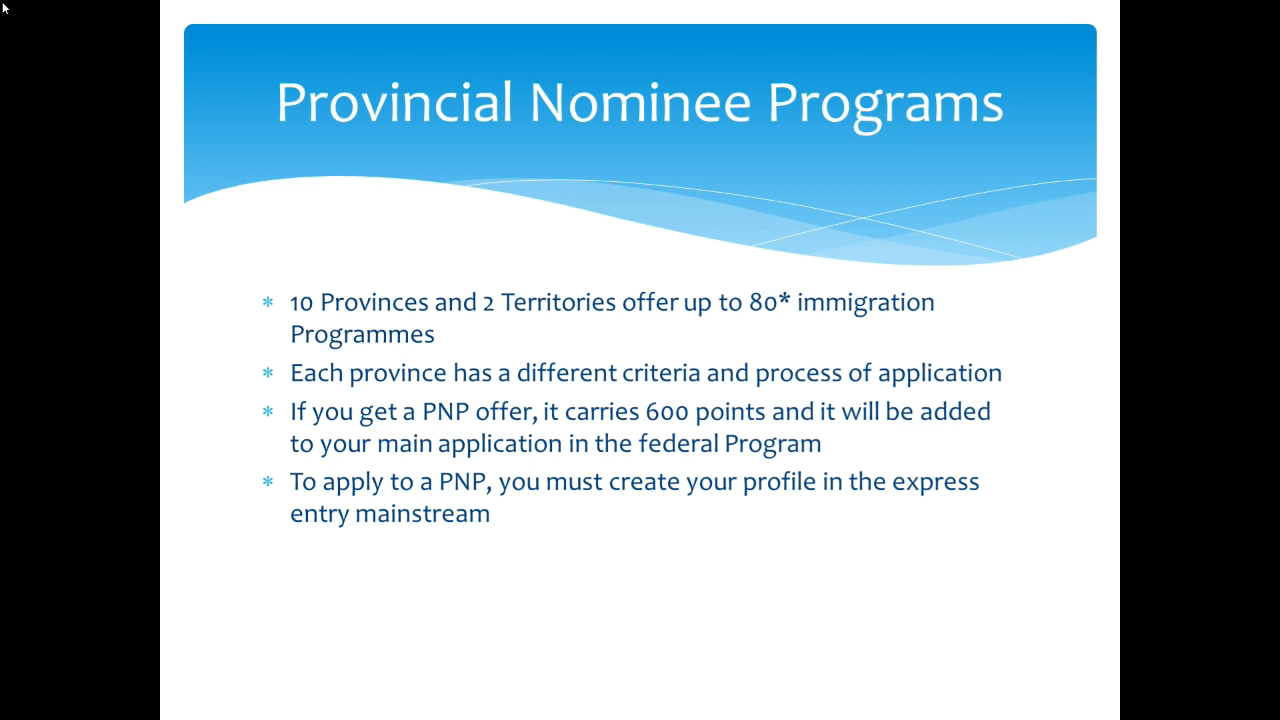 Provincial Nominee Programs
* 10 Provinces and 2 Territories offer up to 80* immigration
Programmes
* Each province has a different criteria and process of application
* If you get a PNP offer, it carries 600 points and it will be added
to your main application in the federal Program
* To apply to a PNP, you must create your profile in the express
entry mainstream